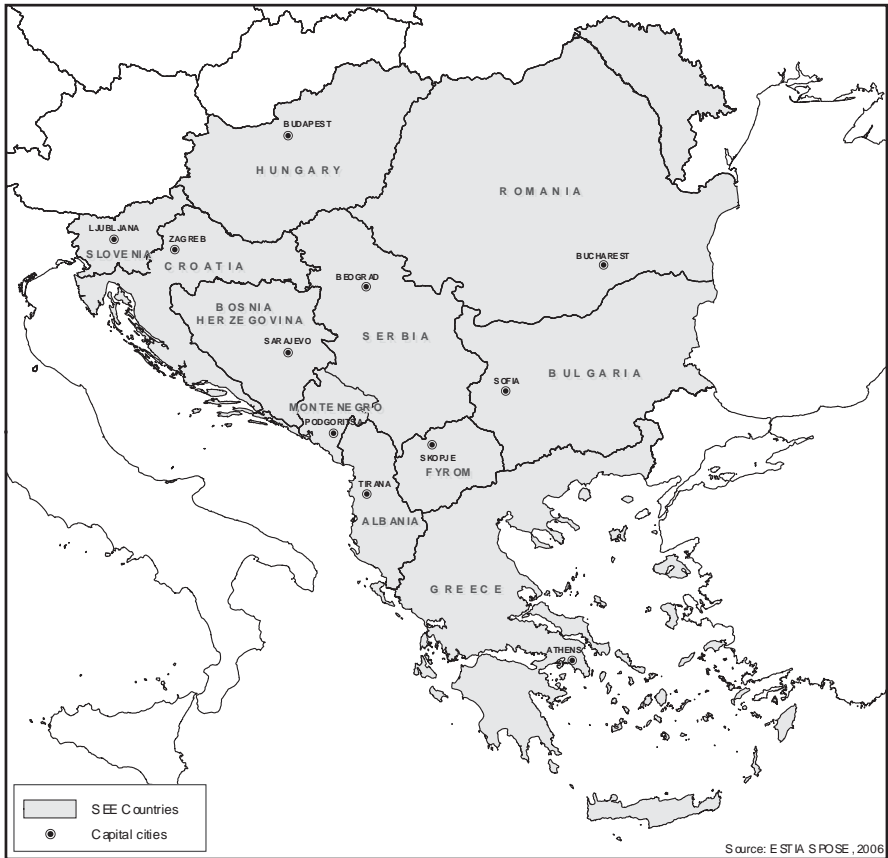 BUDAPEST
HUNGARY
ROMANIA
LJUBLJANA
SLOVENIA
ZAGREB
CROATIA
BUCHAREST
BEOGRAD
BOSNIA
HERZEGOVINA
SARAJEVO
SERBIA
BULGARIA
SOFIA
MONTENEGRO
PODGORITSA
SKOPJE
FYROM
TIRANA
ALBANIA
GREECE
ATHENS
SEE Countries
Capital cities
Source: ESTIA SPOSE, 2006